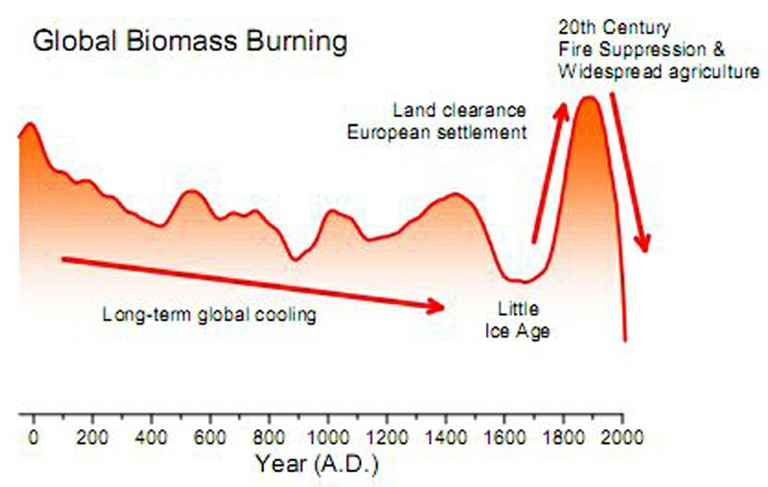 Global Biomass Burning
20th Century
Fire Suppression &
Widespread agriculture
Land clearance
European settlement
Long-term global cooling
Little
Ice Age
0 200 400 600 800 1000 1200 1400 1600 1800 2000
Year (A.D.)